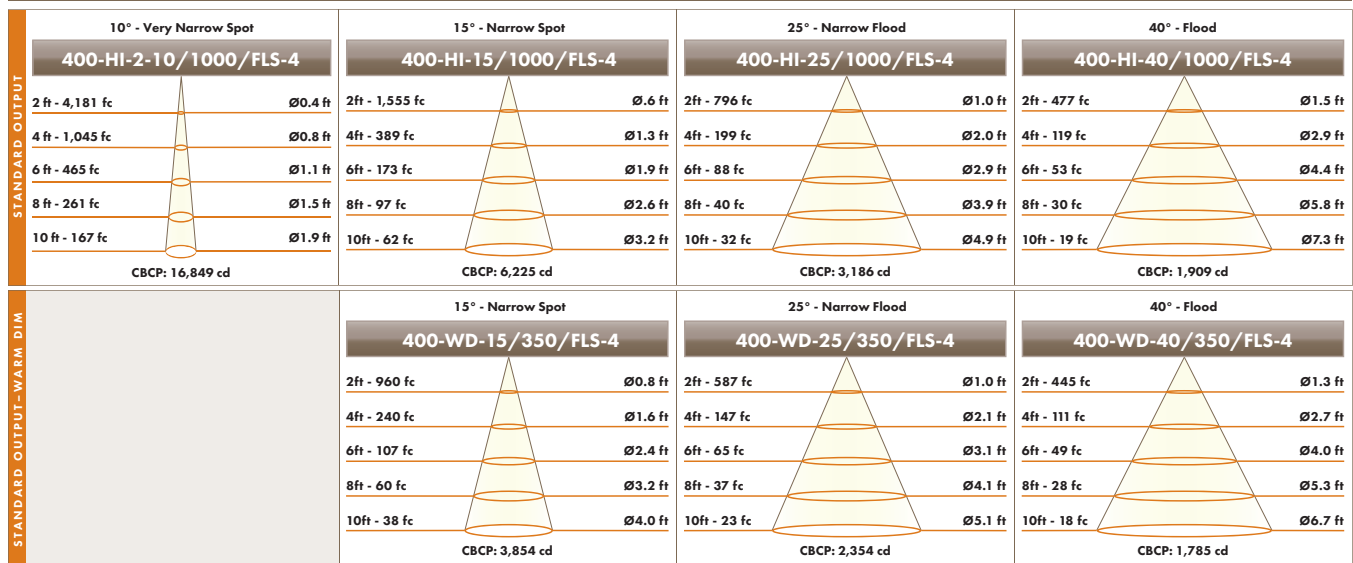 STANDARD OUTPUT
10° - Very Narrow Spot
400-HI-2-10/1000/FLS-4
2 ft - 4,181 fc Ø0.4 ft
4 ft - 1,045 fc Ø0.8 ft
6 ft - 465 fc Ø1.1 ft
8 ft - 261 fc Ø1.5 ft
10 ft - 167 fc Ø1.9 ft
CBCP: 16,849 cd
15° - Narrow Spot
400-HI-15/1000/FLS-4
2ft - 1,555 fc Ø.6 ft
4ft - 389 fc Ø1.3 ft
6ft - 173 fc Ø1.9 ft
8ft - 97 fc Ø2.6 ft
10ft - 62 fc Ø3.2 ft
CBCP: 6,225 cd
25° - Narrow Flood
400-HI-25/1000/FLS-4
2ft - 796 fc Ø1.0 ft
4ft - 199 fc Ø2.0 ft
6ft - 88 fc Ø2.9 ft
8ft - 40 fc Ø3.9 ft
10ft - 32 fc Ø4.9 ft
CBCP: 3,186 cd
40° - Flood
400-HI-40/1000/FLS-4
2ft - 477 fc Ø1.5 ft
4ft - 119 fc Ø2.9 ft
6ft - 53 fc Ø4.4 ft
8ft - 30 fc Ø5.8 ft
10ft - 19 fc Ø7.3 ft
CBCP: 1,909 cd
STANDARD OUTPUT–WARM DIM
15° - Narrow Spot
400-WD-15/350/FLS-4
2ft - 960 fc Ø0.8 ft
4ft - 240 fc Ø1.6 ft
6ft - 107 fc Ø2.4 ft
8ft - 60 fc Ø3.2 ft
10ft - 38 fc Ø4.0 ft
CBCP: 3,854 cd
25° - Narrow Flood
400-WD-25/350/FLS-4
2ft - 587 fc Ø1.0 ft
4ft - 147 fc Ø2.1 ft
6ft - 65 fc Ø3.1 ft
8ft - 37 fc Ø4.1 ft
10ft - 23 fc Ø5.1 ft
CBCP: 2,354 cd
40° - Flood
400-WD-40/350/FLS-4
2ft - 445 fc Ø1.3 ft
4ft - 111 fc Ø2.7 ft
6ft - 49 fc Ø4.0 ft
8ft - 28 fc Ø5.3 ft
10ft - 18 fc Ø6.7 ft
CBCP: 1,785 cd